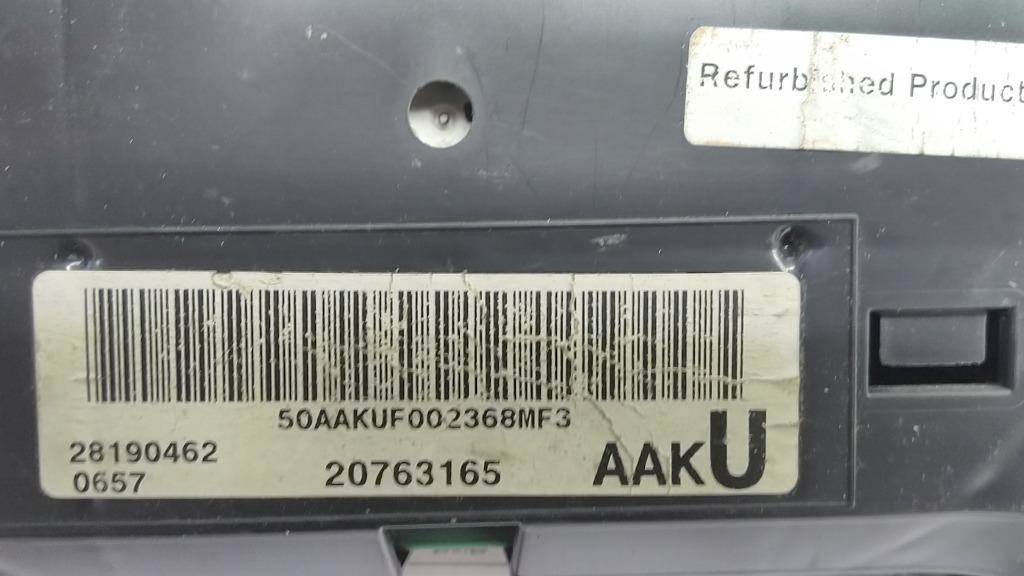 Refurbished Product
50AAKUF002368MF3
28190462
0657
20763165
AAKU